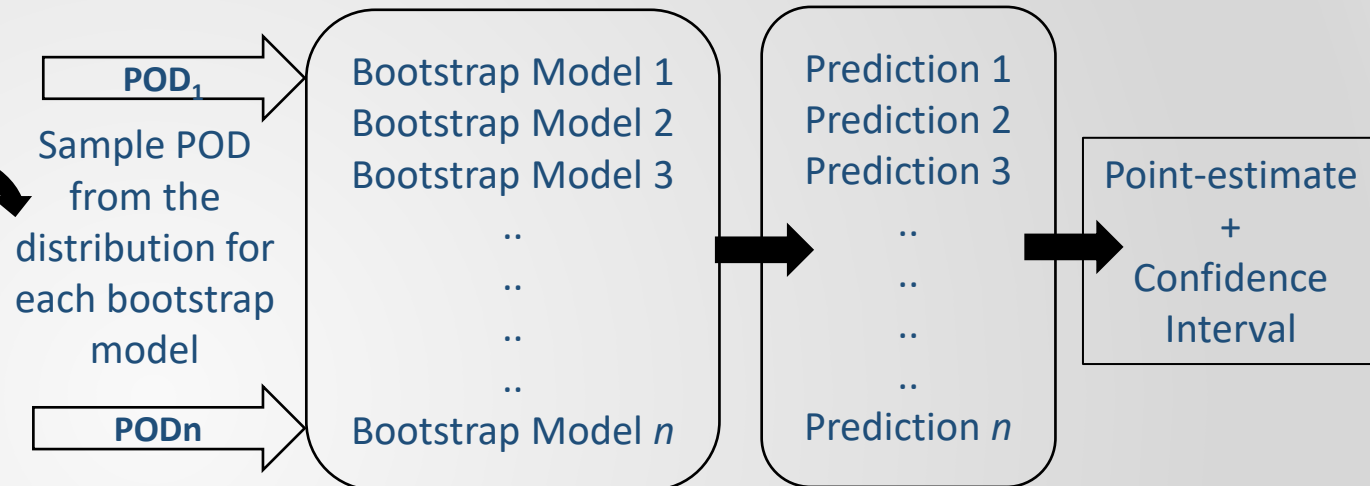 POD₁
Sample POD
from the
distribution for
each bootstrap
model
PODn
Bootstrap Model 1
Bootstrap Model 2
Bootstrap Model 3
..
..
..
..
Bootstrap Model n
Prediction 1
Prediction 2
Prediction 3
..
..
..
..
Prediction n
Point-estimate
+
Confidence
Interval